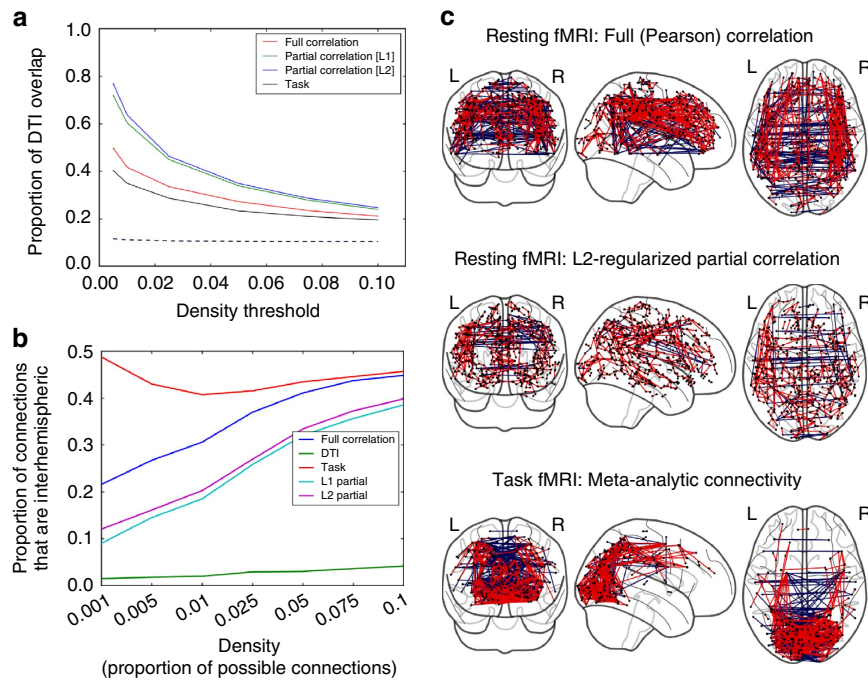 a
Proportion of DTI overlap
1.0
0.8
0.6
0.4
0.2
0.0
0.00 0.02 0.04 0.06 0.08 0.10
Density threshold
Full correlation
Partial correlation [L1]
Partial correlation [L2]
Task
b
Proportion of connections
that are interhemispheric
0.5
0.4
0.3
0.2
0.1
0.0
0.001 0.005 0.01 0.025 0.05 0.075 0.1
Density
(proportion of possible connections)
Full correlation
DTI
Task
L1 partial
L2 partial
c
Resting fMRI: Full (Pearson) correlation
L R L R
Resting fMRI: L2-regularized partial correlation
L R L R
Task fMRI: Meta-analytic connectivity
L R L R